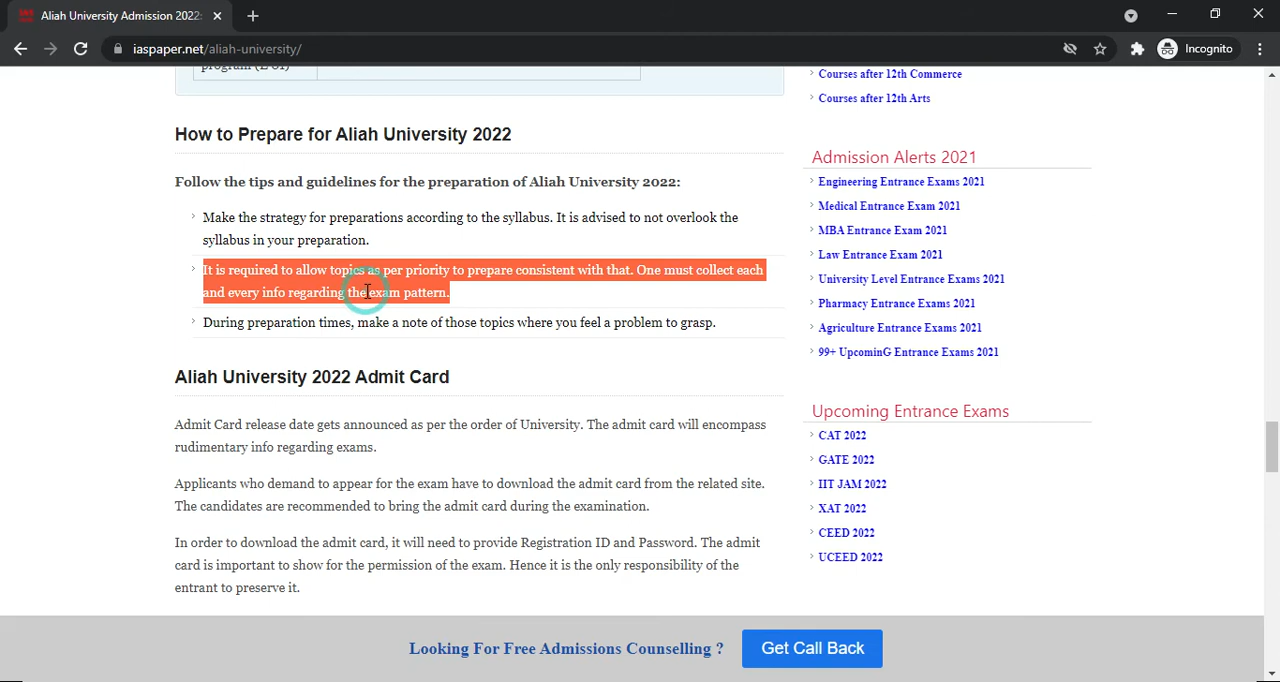 Aliah University Admission 2022:
iaspaper.net/aliah-university/
Incognito
Courses after 12th Commerce
Courses after 12th Arts
How to Prepare for Aliah University 2022
Follow the tips and guidelines for the preparation of Aliah University 2022:
Make the strategy for preparations according to the syllabus. It is advised to not overlook the
syllabus in your preparation.
It is required to allow topics as per priority to prepare consistent with that. One must collect each
and every info regarding the exam pattern.
During preparation times, make a note of those topics where you feel a problem to grasp.
Aliah University 2022 Admit Card
Admit Card release date gets announced as per the order of University. The admit card will encompass
rudimentary info regarding exams.
Applicants who demand to appear for the exam have to download the admit card from the related site.
The candidates are recommended to bring the admit card during the examination.
In order to download the admit card, it will need to provide Registration ID and Password. The admit
card is important to show for the permission of the exam. Hence it is the only responsibility of the
entrant to preserve it.
Admission Alerts 2021
Engineering Entrance Exams 2021
Medical Entrance Exam 2021
MBA Entrance Exam 2021
Law Entrance Exam 2021
University Level Entrance Exams 2021
Pharmacy Entrance Exams 2021
Agriculture Entrance Exams 2021
99+ UpcominG Entrance Exams 2021
Upcoming Entrance Exams
CAT 2022
GATE 2022
IIT JAM 2022
XAT 2022
CEED 2022
UCEED 2022
Looking For Free Admissions Counselling ?
Get Call Back